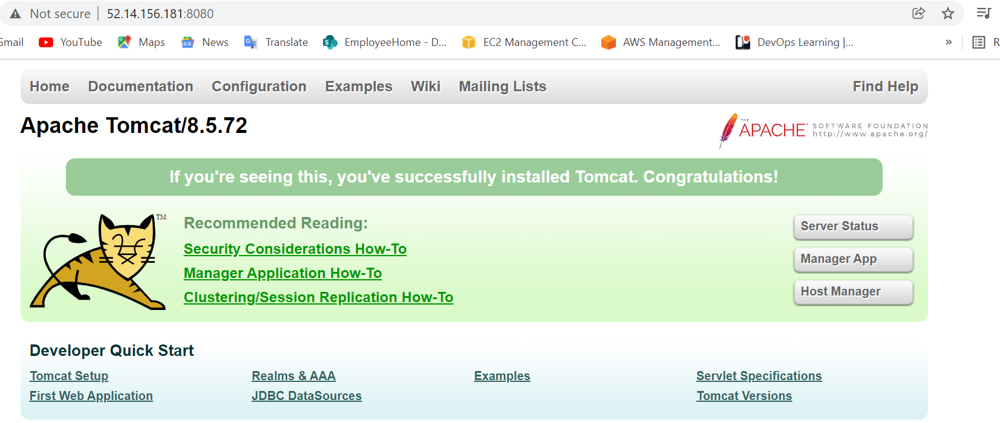 Not secure 52.14.156.181:8080
Gmail YouTube Maps News Translate EmployeeHome - D... EC2 Management C... AWS Management... DevOps Learning |... » R
Home Documentation Configuration Examples Wiki Mailing Lists Find Help
Apache Tomcat/8.5.72
THE APACHE® SOFTWARE FOUNDATION
http://www.apache.org/
If you're seeing this, you've successfully installed Tomcat. Congratulations!
TM
Recommended Reading:
Security Considerations How-To
Manager Application How-To
Clustering/Session Replication How-To
Server Status
Manager App
Host Manager
Developer Quick Start
Tomcat Setup Realms & AAA Examples Servlet Specifications
First Web Application JDBC DataSources Tomcat Versions